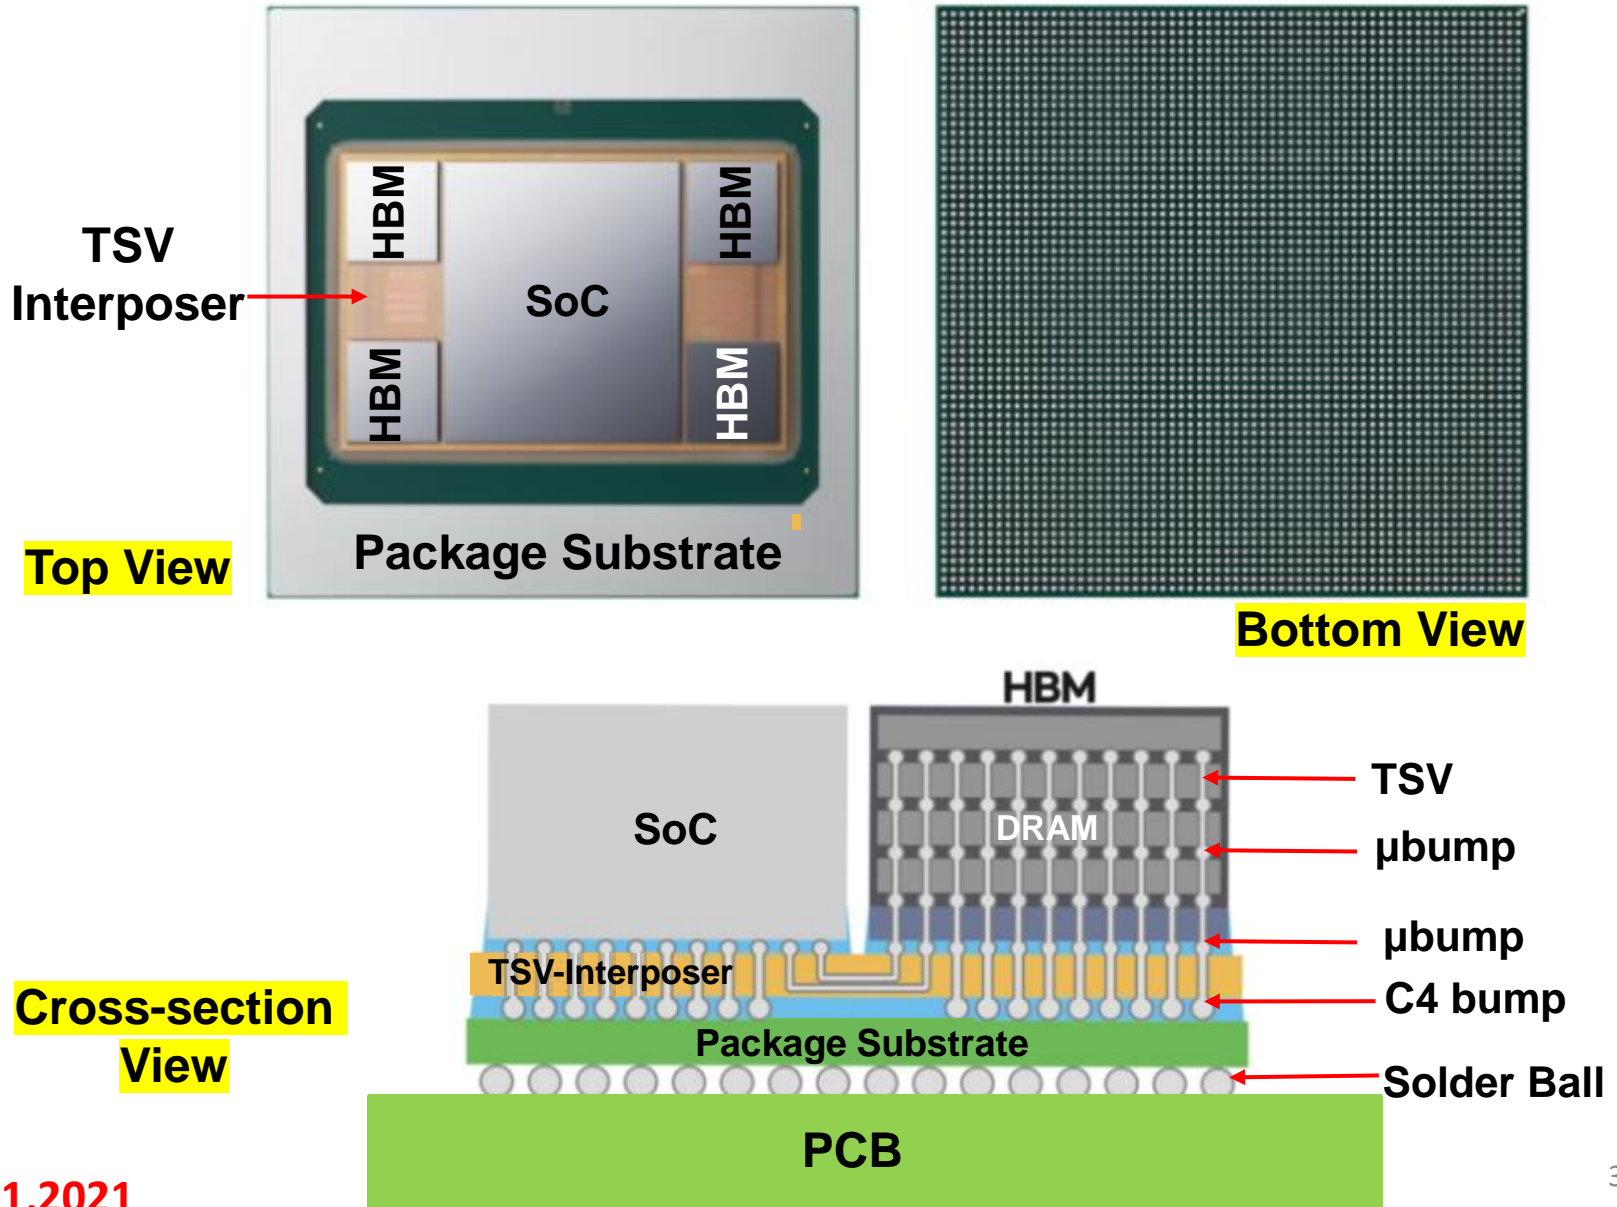 HBM
HBM
TSV
Interposer
SoC
HBM
HBM
Package Substrate
Top View
Bottom View
HBM
TSV
SoC
DRAM
µbump
µbump
TSV-Interposer
C4 bump
Cross-section
View
Package Substrate
Solder Ball
PCB
1.2021
3